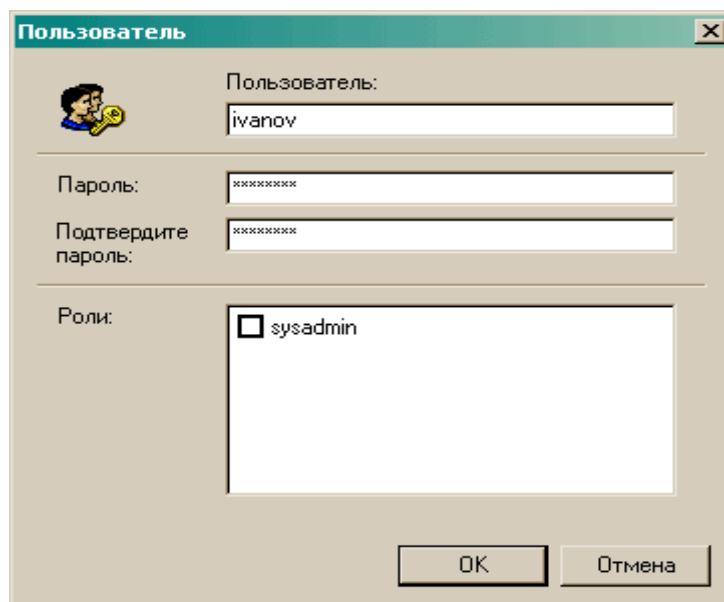 Пользователь
Пользователь:
ivanov
Пароль:
××××××××
Подтвердите
пароль:
××××××××
Роли:
sysadmin
OK
Отмена